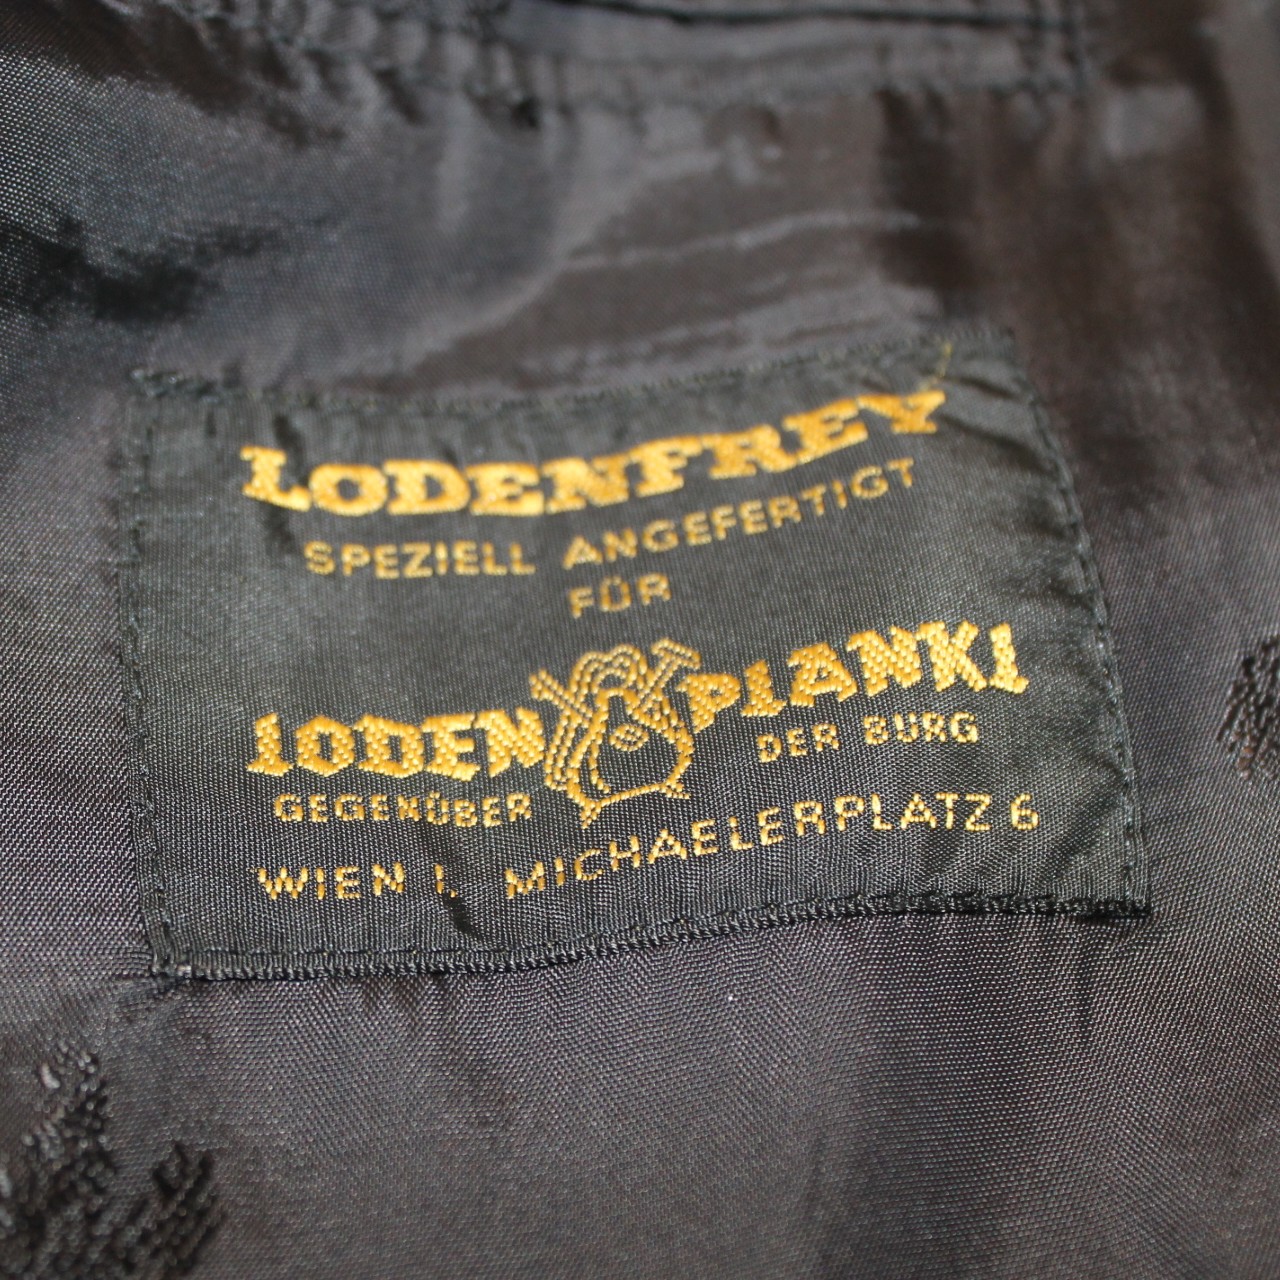 LODENFREY
SPEZIELL ANGEFERTIGT
FÜR
LODEN PLANKL
GEGENÜBER DER BURG
WIEN I. MICHAELERPLATZ 6